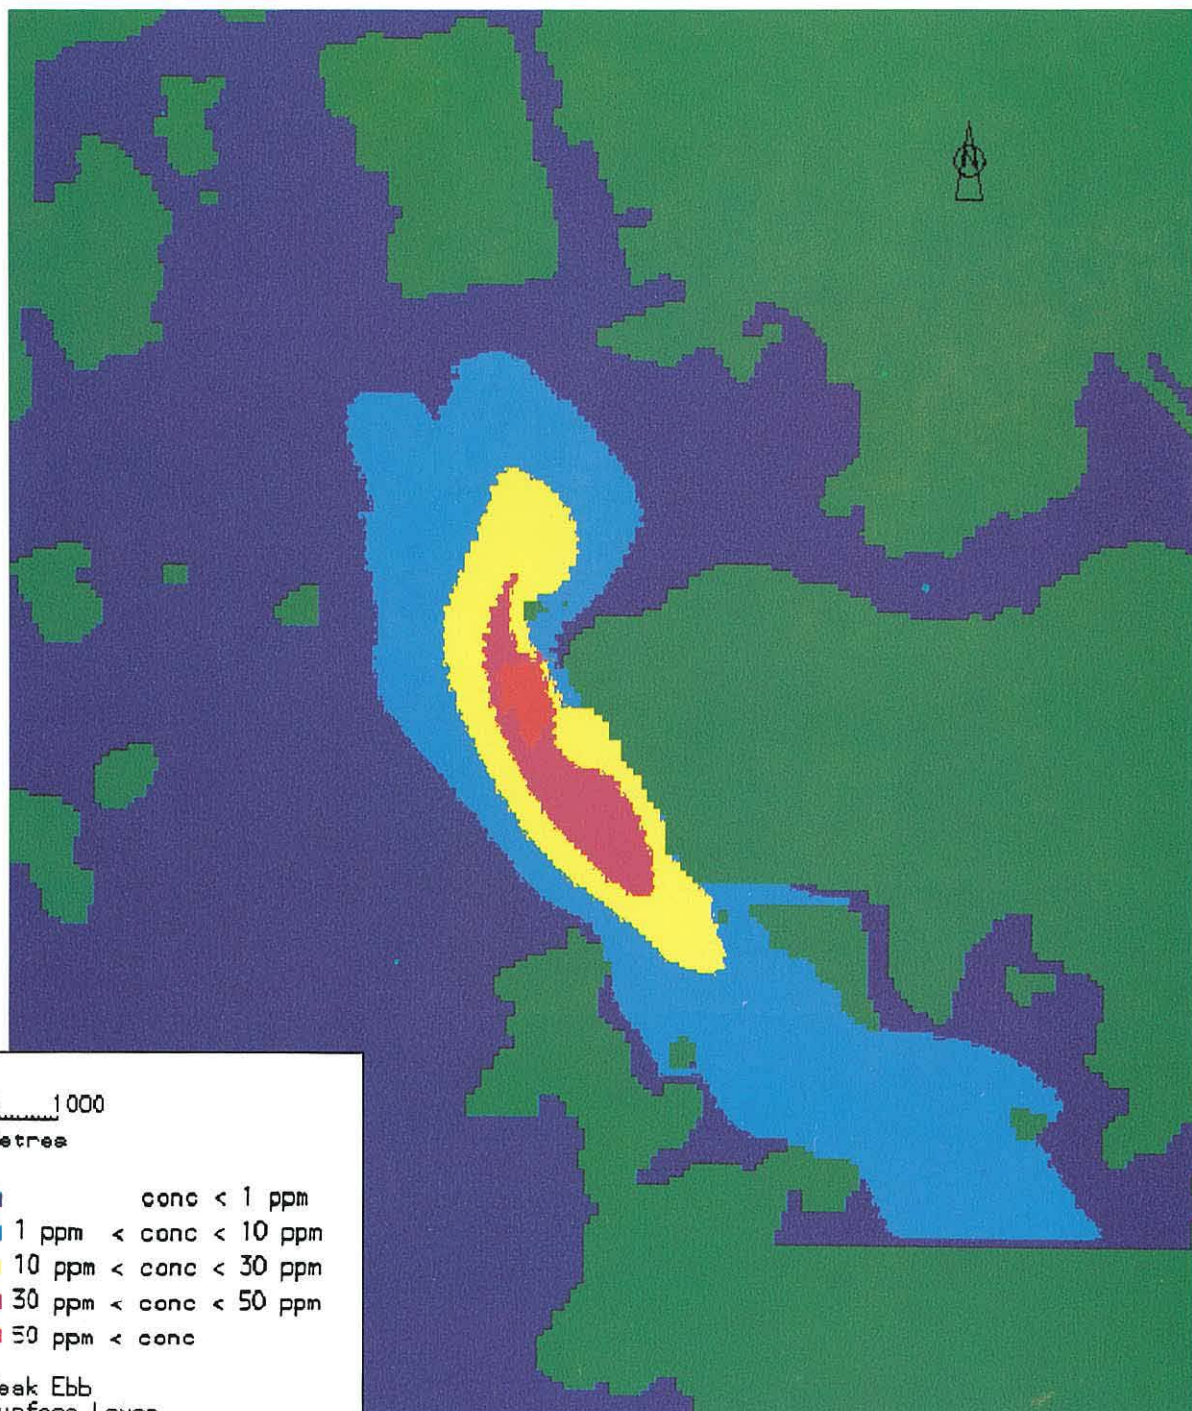 N
1000
etres
conc < 1 ppm
1 ppm < conc < 10 ppm
10 ppm < conc < 30 ppm
30 ppm < conc < 50 ppm
50 ppm < conc
eak Ebb